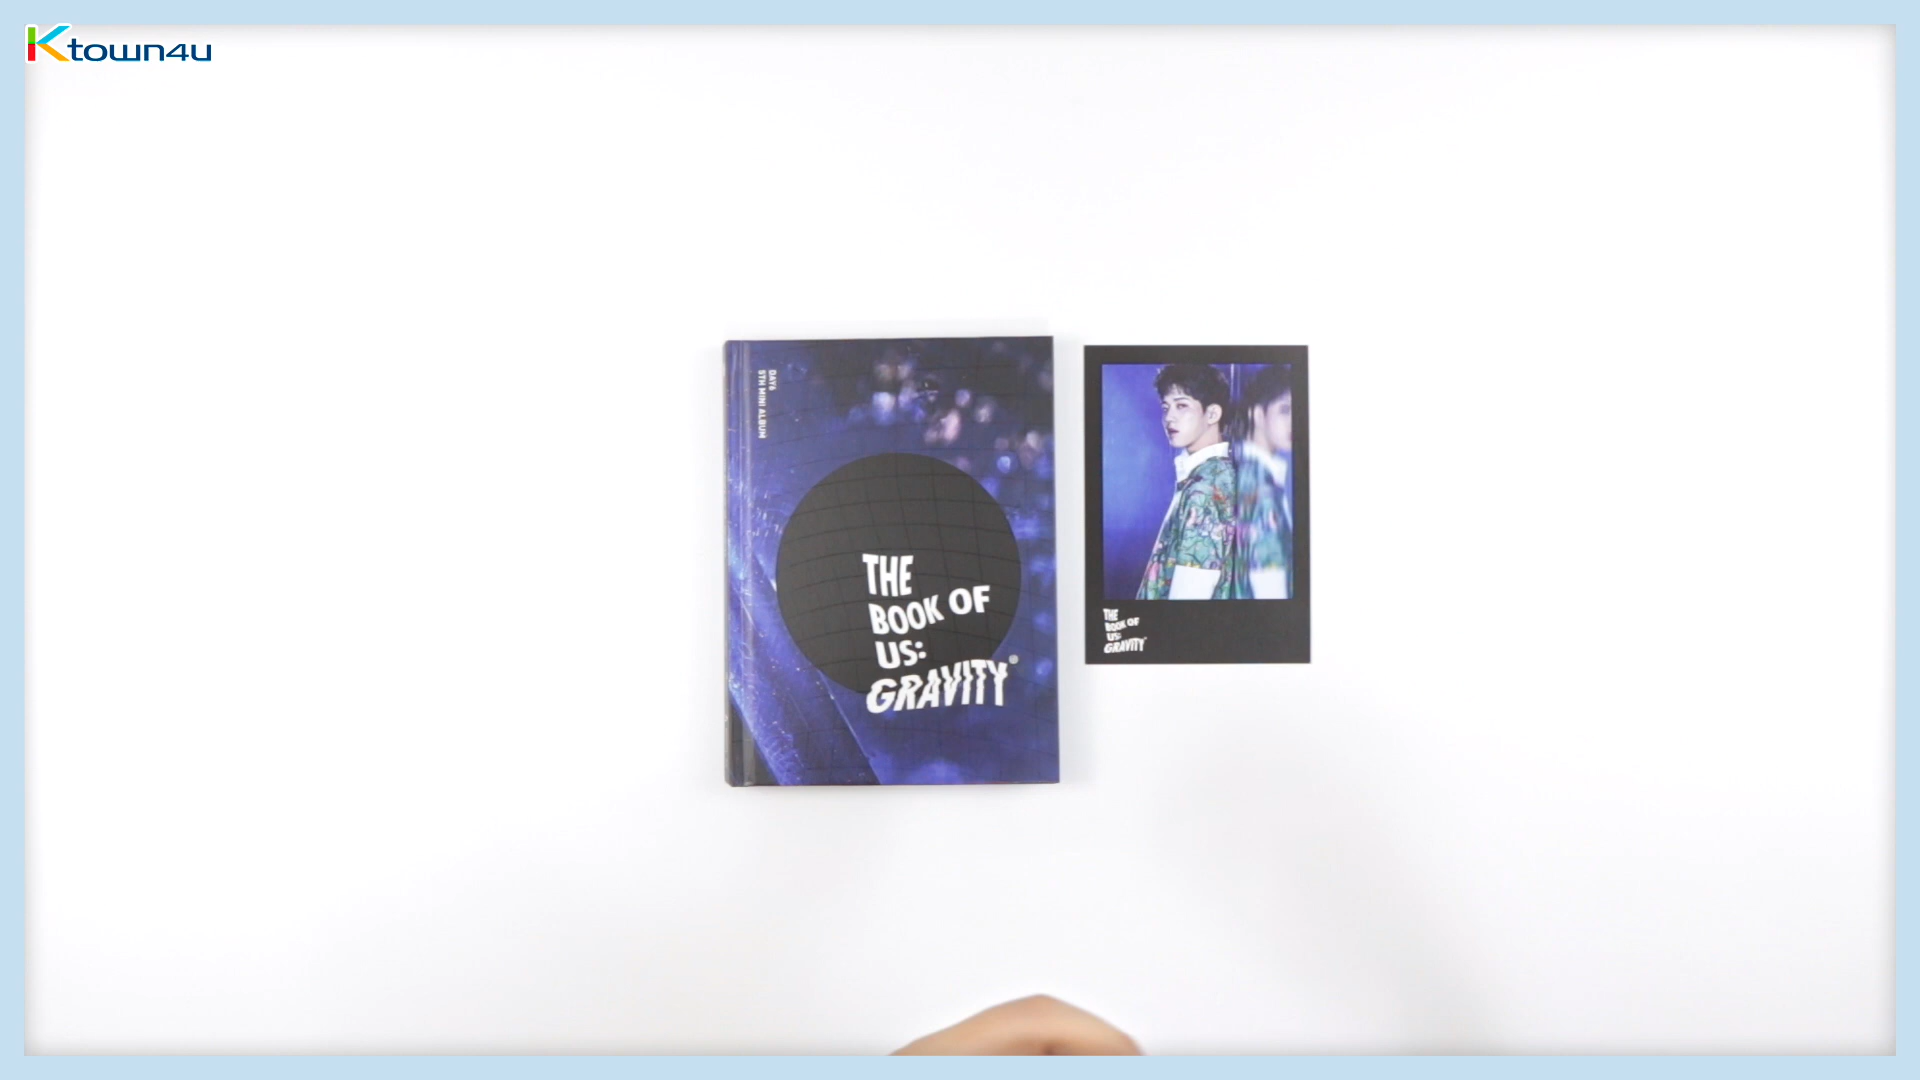 Ktown4u
DAY6
5TH MINI ALBUM
THE
BOOK OF
US:
GRAVITY
THE
BOOK OF
US:
GRAVITY